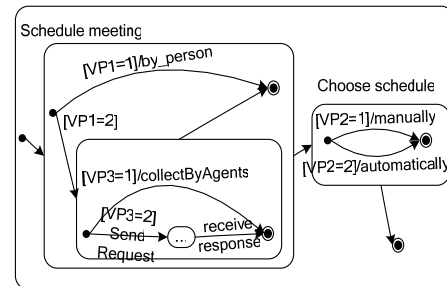 Schedule meeting
[VP1=1]/by_person
Choose schedule
[VP1=2]
[VP2=1]/manually
[VP2=2]/automatically
[VP3=1]/collectByAgents
[VP3=2]
Send
Request
...
receive
response